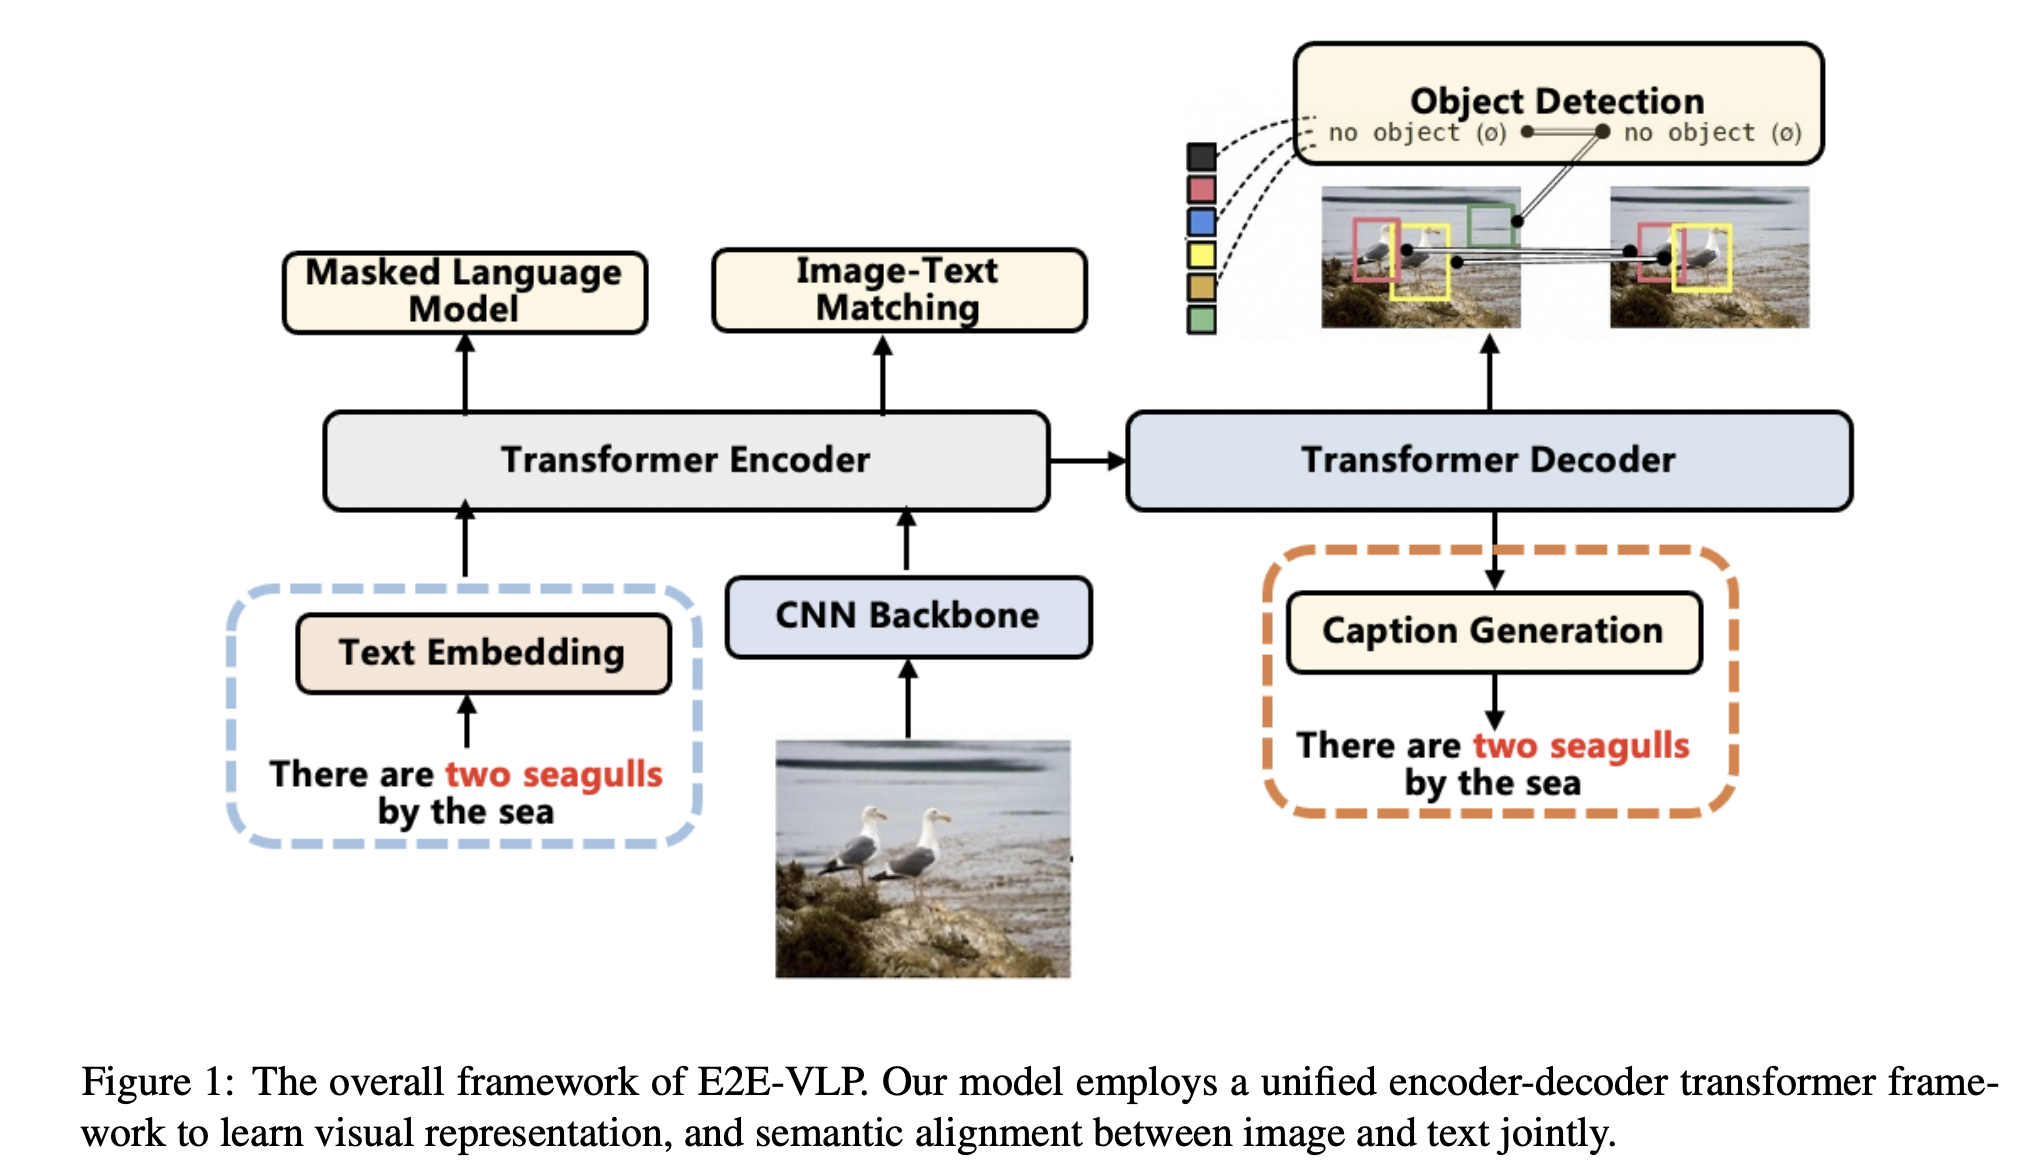 Object Detection
no object (ø) no object (ø)
Masked Language
Model
Image-Text
Matching
Transformer Encoder
Transformer Decoder
Text Embedding
There are two seagulls
by the sea
CNN Backbone
Caption Generation
There are two seagulls
by the sea
Figure 1: The overall framework of E2E-VLP. Our model employs a unified encoder-decoder transformer frame-
work to learn visual representation, and semantic alignment between image and text jointly.